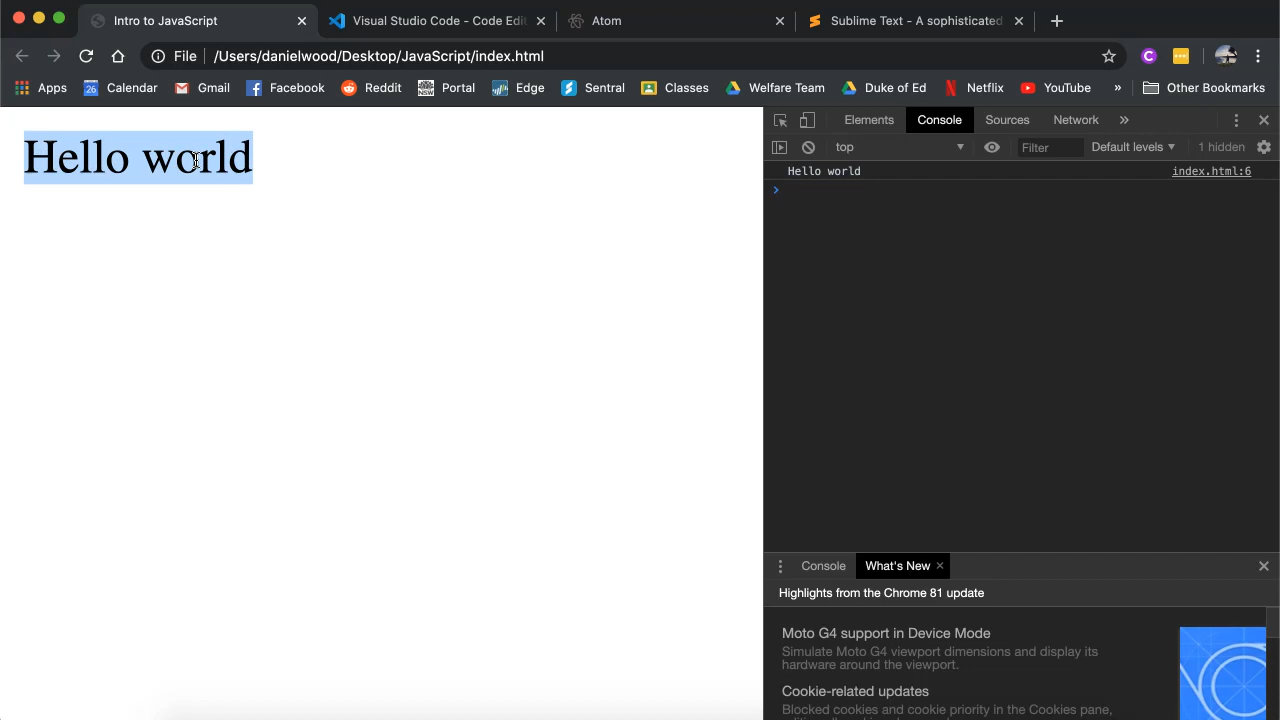 Intro to JavaScript
Visual Studio Code - Code Edit
Atom
Sublime Text - A sophisticated
File
/Users/danielwood/Desktop/JavaScript/index.html
Apps
26
Calendar
Gmail
Facebook
Reddit
NSW
Portal
Edge
Sentral
Classes
Welfare Team
Duke of Ed
Netflix
YouTube
»
Other Bookmarks
Hello world
Elements
Console
Sources
Network
»
top
Filter
Default levels
1 hidden
Hello world
index.html:6
Console
What's New
Highlights from the Chrome 81 update
Moto G4 support in Device Mode
Simulate Moto G4 viewport dimensions and display its
hardware around the viewport.
Cookie-related updates
Blocked cookies and cookie priority in the Cookies pane,